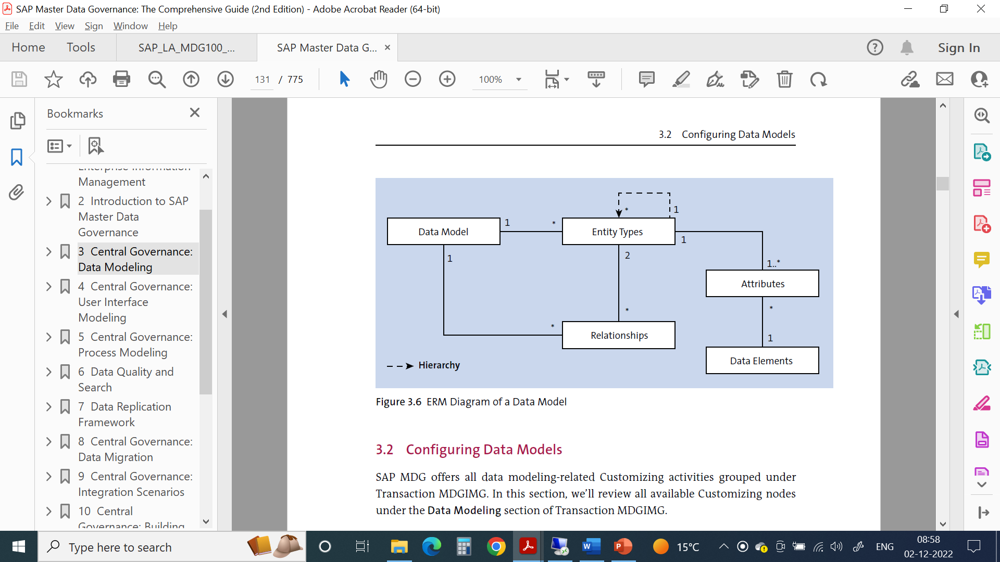 SAP Master Data Governance: The Comprehensive Guide (2nd Edition) - Adobe Acrobat Reader (64-bit)
File Edit View Sign Window Help
Home Tools SAP_LA_MDG100_... SAP Master Data G... × Sign In
131 / 775 100%
Bookmarks
Enterprise Information
Management
2 Introduction to SAP
Master Data
Governance
3 Central Governance:
Data Modeling
4 Central Governance:
User Interface
Modeling
5 Central Governance:
Process Modeling
6 Data Quality and
Search
7 Data Replication
Framework
8 Central Governance:
Data Migration
9 Central Governance:
Integration Scenarios
10 Central
Governance: Building
3.2 Configuring Data Models
* 1
Data Model 1 * Entity Types 1
1 2 1..*
Attributes
* * *
Relationships 1
Data Elements
Hierarchy
Figure 3.6 ERM Diagram of a Data Model
3.2 Configuring Data Models
SAP MDG offers all data modeling-related Customizing activities grouped under
Transaction MDGIMG. In this section, we'll review all available Customizing nodes
under the Data Modeling section of Transaction MDGIMG.
Type here to search
15°C
ENG
08:58
02-12-2022